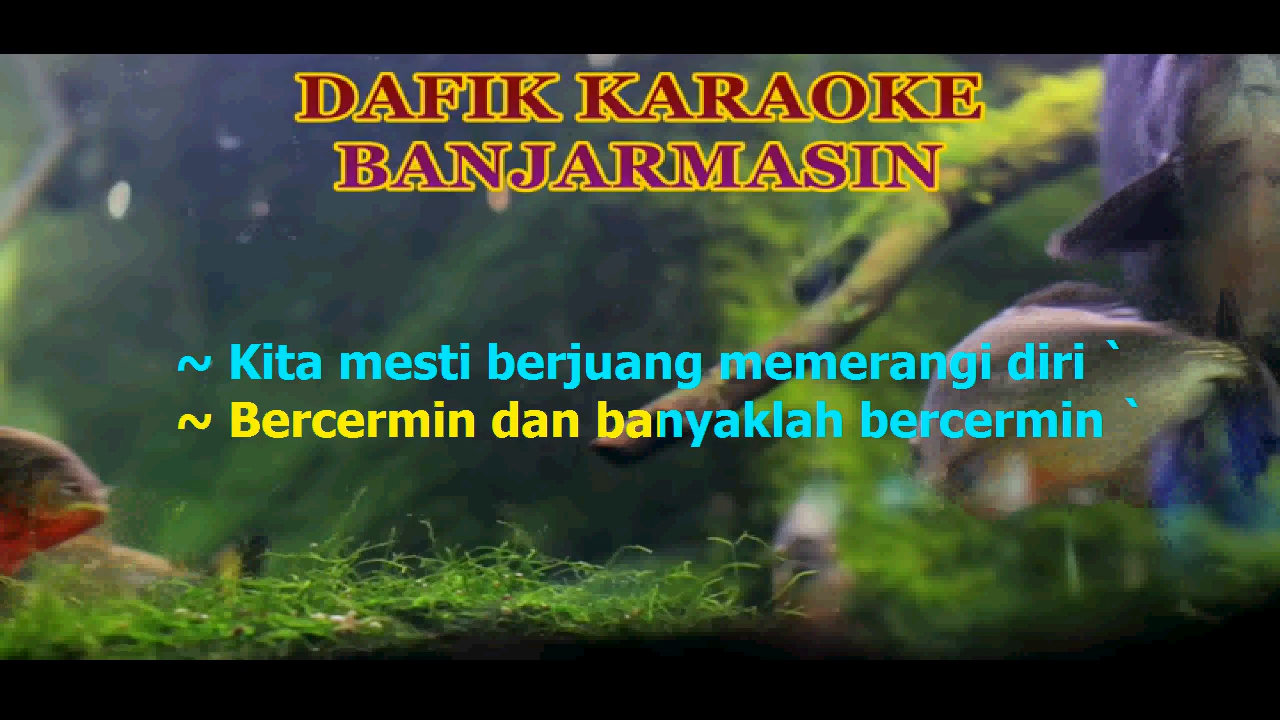 DAFIK KARAOKE
BANJARMASIN
~ Kita mesti berjuang memerangi diri `
~ Bercermin dan banyaklah bercermin `